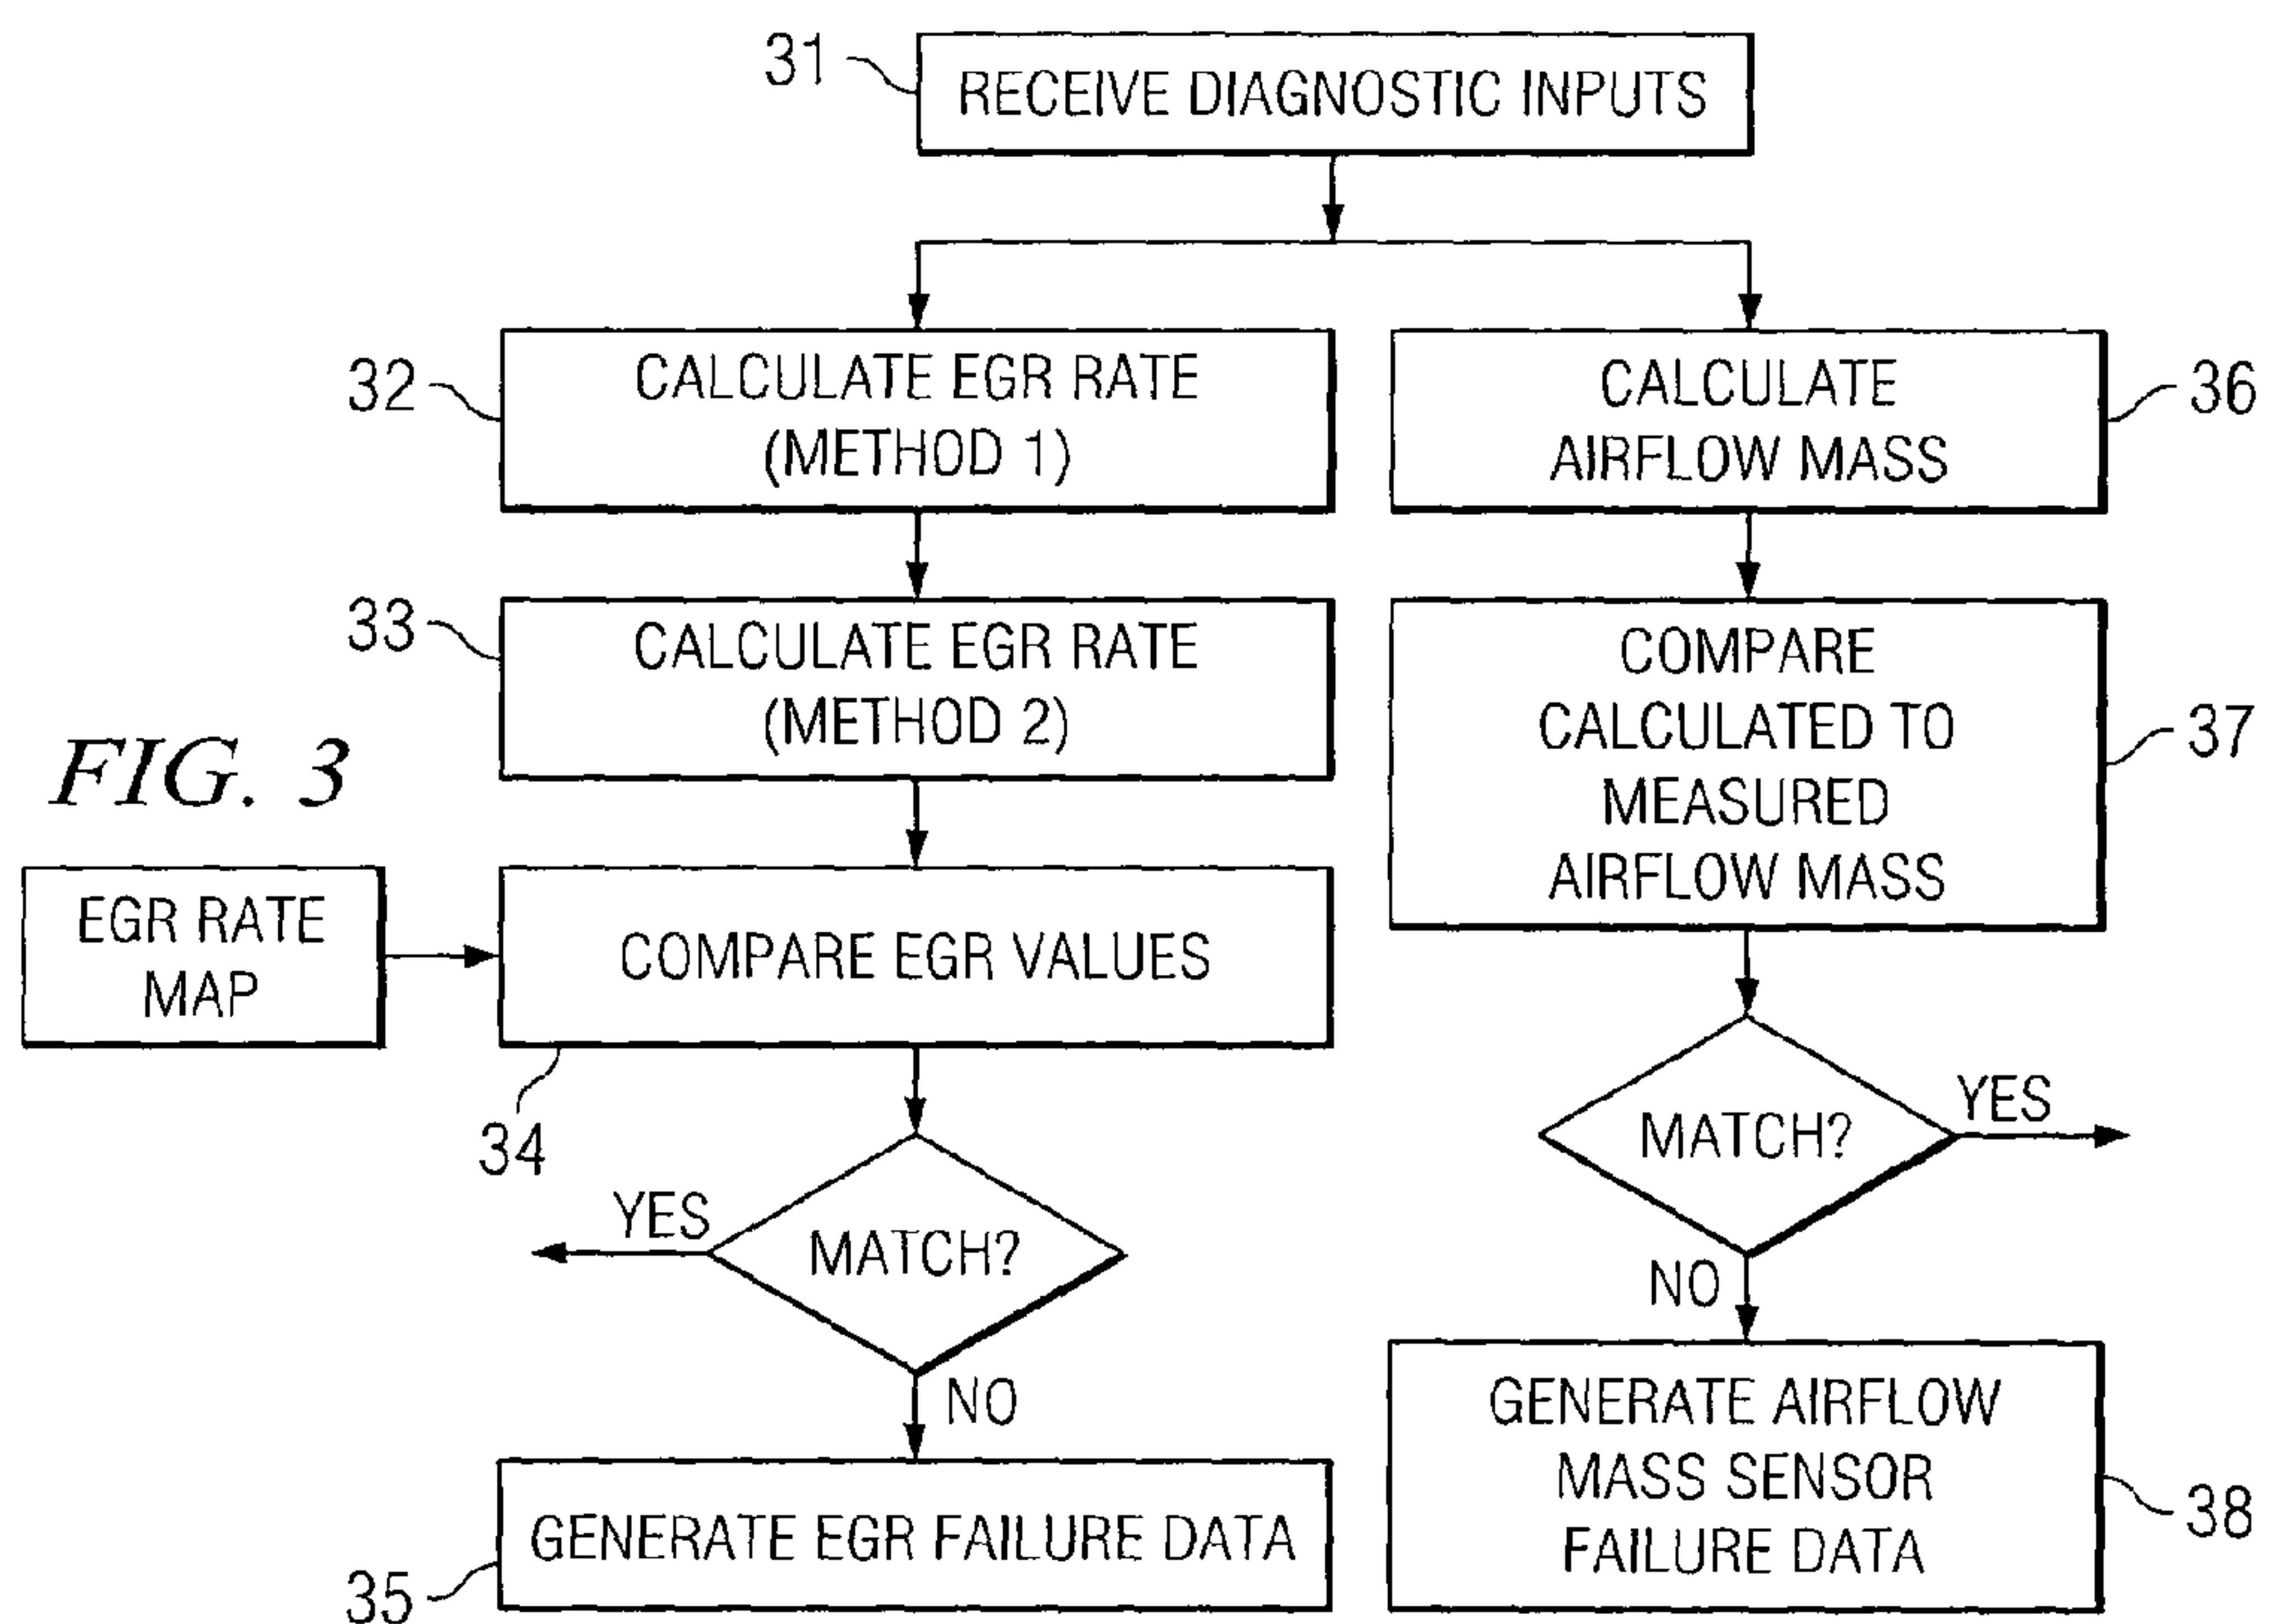 31
RECEIVE DIAGNOSTIC INPUTS
32
CALCULATE EGR RATE
(METHOD 1)
33
CALCULATE EGR RATE
(METHOD 2)
FIG. 3
EGR RATE
MAP
COMPARE EGR VALUES
34
YES
MATCH?
NO
GENERATE EGR FAILURE DATA
35
CALCULATE
AIRFLOW MASS
36
COMPARE
CALCULATED TO
MEASURED
AIRFLOW MASS
37
MATCH?
YES
NO
GENERATE AIRFLOW
MASS SENSOR
FAILURE DATA
38